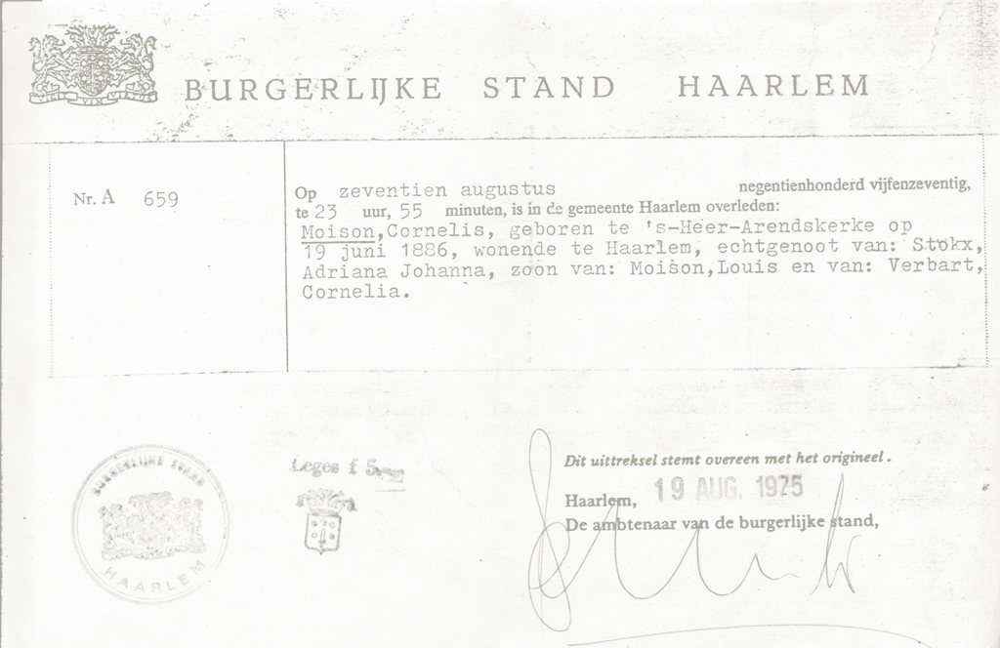 VICIT VIM VIRTUS
BURGERLIJKE STAND HAARLEM
Nr. A 659
Op zeventien augustus negentienhonderd vijfenzeventig,
te 23 uur, 55 minuten, is in de gemeente Haarlem overleden:
Moison,Cornelis, geboren te 's-Heer-Arendskerke op
19 juni 1886, wonende te Haarlem, echtgenoot van: Stokx,
Adriana Johanna, zoon van: Moison,Louis en van: Verbart,
Cornelia.
BURGERLIJKE STAND
HAARLEM
Leges f 5,—
Dit uittreksel stemt overeen met het origineel.
Haarlem, 19 AUG. 1975
De ambtenaar van de burgerlijke stand,